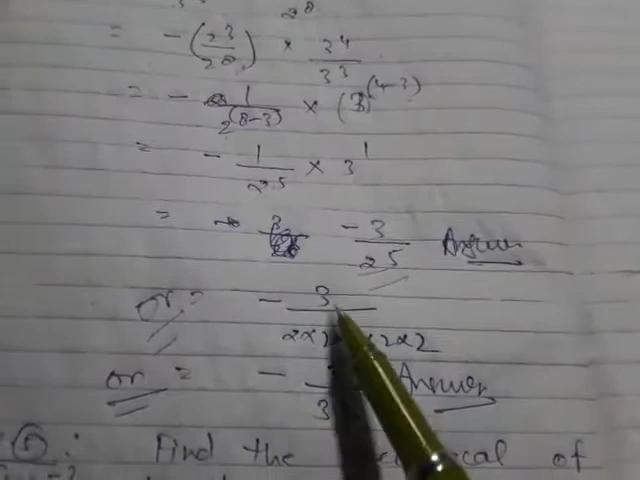 2⁸
= - (2³/2⁸) × 3⁴/3³
= - 1/2^(8-3) × (3)^(4-3)
= - 1/2⁵ × 3¹
= -3/2⁵ Answer
or = - 3/2×2×2×2×2
or = - Answer
Find the of